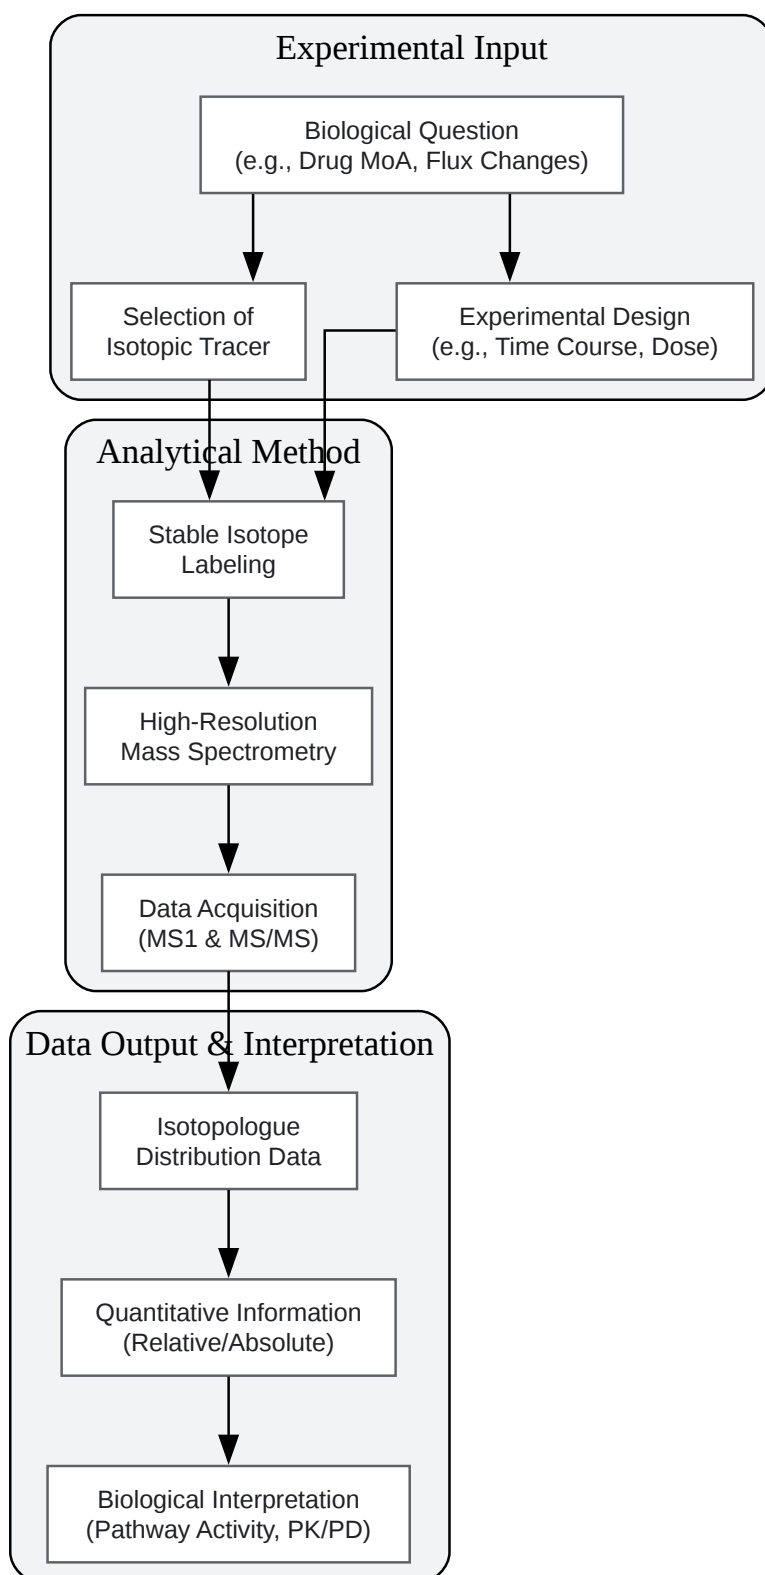 Experimental Input
Biological Question
(e.g., Drug MoA, Flux Changes)
Selection of
Isotopic Tracer
Experimental Design
(e.g., Time Course, Dose)
Analytical Method
Stable Isotope
Labeling
High-Resolution
Mass Spectrometry
Data Acquisition
(MS1 & MS/MS)
Data Output & Interpretation
Isotopologue
Distribution Data
Quantitative Information
(Relative/Absolute)
Biological Interpretation
(Pathway Activity, PK/PD)